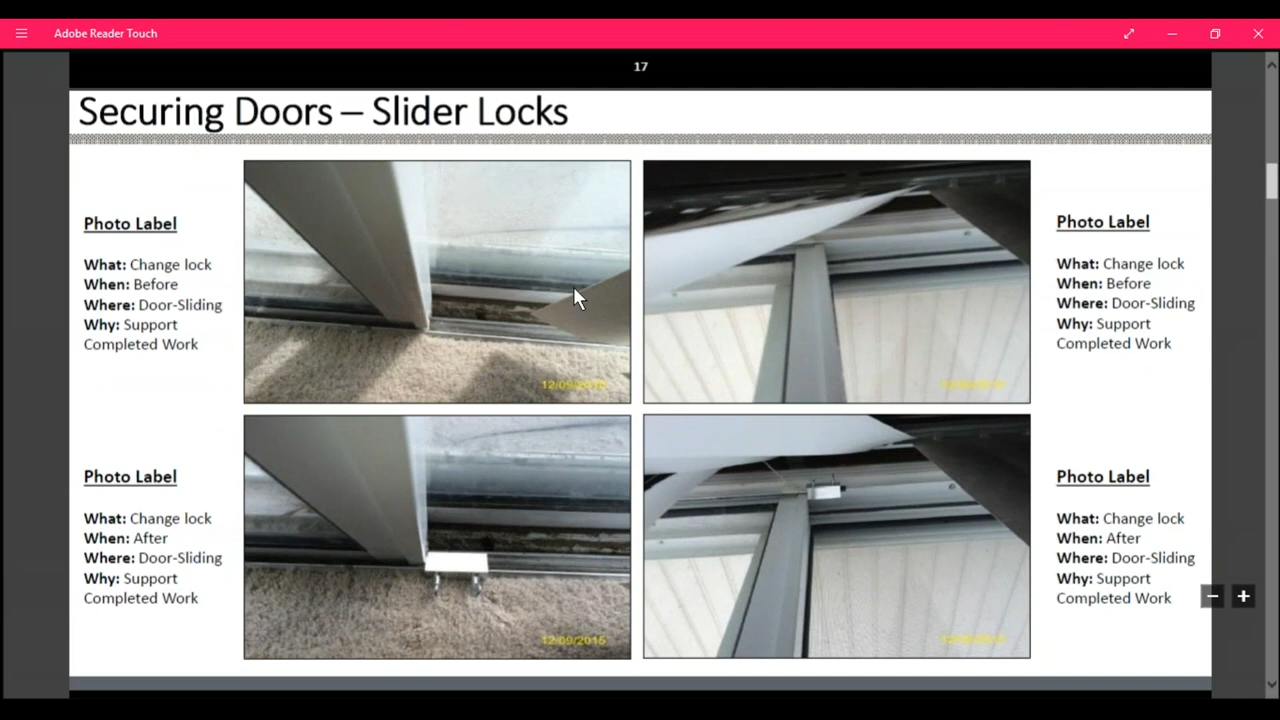 Adobe Reader Touch
17
Securing Doors – Slider Locks
Photo Label
What: Change lock
When: Before
Where: Door-Sliding
Why: Support
Completed Work
12/09/2015
Photo Label
What: Change lock
When: Before
Where: Door-Sliding
Why: Support
Completed Work
Photo Label
What: Change lock
When: After
Where: Door-Sliding
Why: Support
Completed Work
12/09/2015
Photo Label
What: Change lock
When: After
Where: Door-Sliding
Why: Support
Completed Work